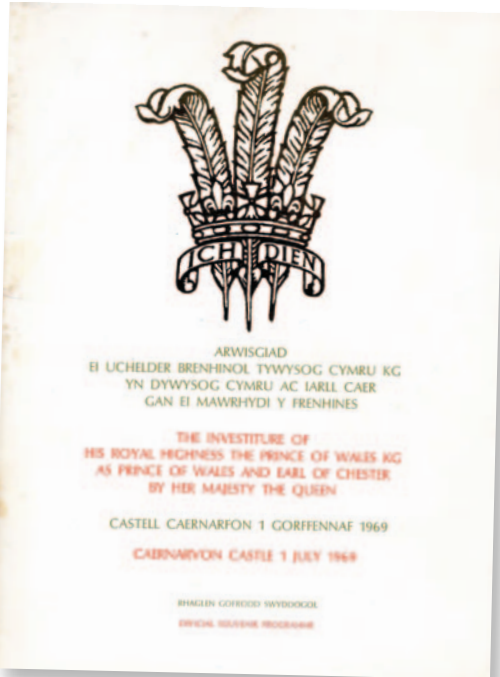 ICH DIEN
ARWISGIAD
EI UCHELDER BRENHINOL TYWYSOG CYMRU KG
YN DYWYSOG CYMRU AC IARLL CAER
GAN EI MAWRHYDI Y FRENHINES
THE INVESTITURE OF
HIS ROYAL HIGHNESS THE PRINCE OF WALES KG
AS PRINCE OF WALES AND EARL OF CHESTER
BY HER MAJESTY THE QUEEN
CASTELL CAERNARFON 1 GORFFENNAF 1969
CAERNARVON CASTLE 1 JULY 1969
RHAGLEN GOFRODD SWYDDOGOL
OFFICIAL SOUVENIR PROGRAMME